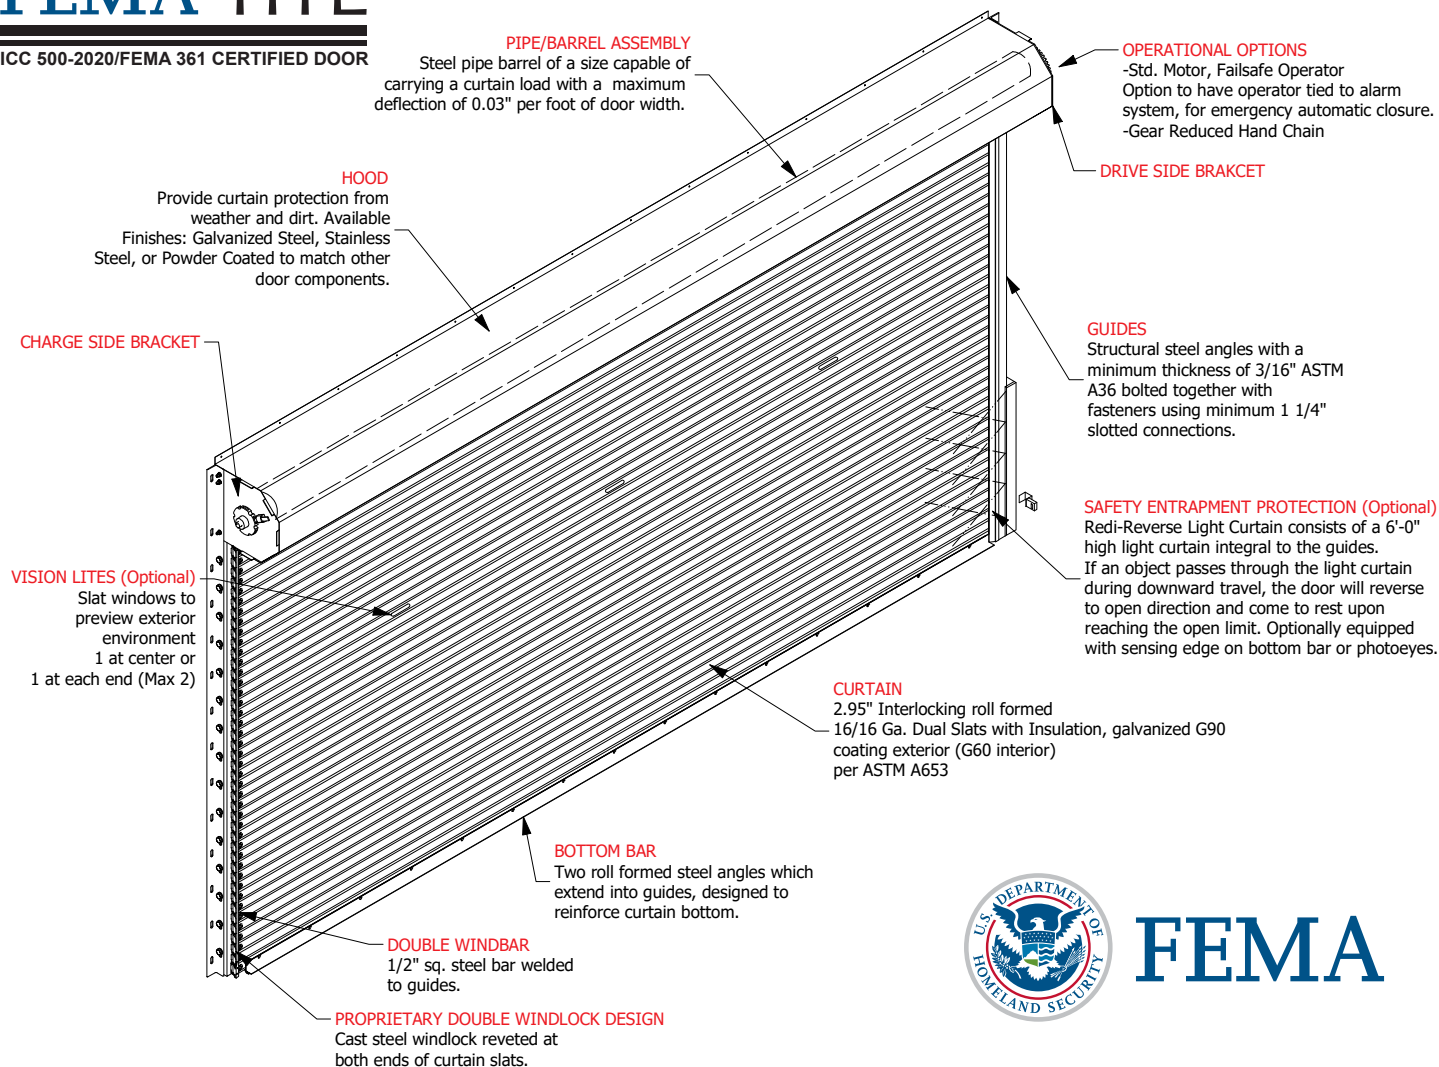 FEMA TITE
ICC 500-2020/FEMA 361 CERTIFIED DOOR
PIPE/BARREL ASSEMBLY
Steel pipe barrel of a size capable of
carrying a curtain load with a maximum
deflection of 0.03" per foot of door width.
OPERATIONAL OPTIONS
-Std. Motor, Failsafe Operator
Option to have operator tied to alarm
system, for emergency automatic closure.
-Gear Reduced Hand Chain
DRIVE SIDE BRAKCET
HOOD
Provide curtain protection from
weather and dirt. Available
Finishes: Galvanized Steel, Stainless
Steel, or Powder Coated to match other
door components.
CHARGE SIDE BRACKET
GUIDES
Structural steel angles with a
minimum thickness of 3/16" ASTM
A36 bolted together with
fasteners using minimum 1 1/4"
slotted connections.
SAFETY ENTRAPMENT PROTECTION (Optional)
Redi-Reverse Light Curtain consists of a 6'-0"
high light curtain integral to the guides.
If an object passes through the light curtain
during downward travel, the door will reverse
to open direction and come to rest upon
reaching the open limit. Optionally equipped
with sensing edge on bottom bar or photoeyes.
VISION LITES (Optional)
Slat windows to
preview exterior
environment
1 at center or
1 at each end (Max 2)
CURTAIN
2.95" Interlocking roll formed
16/16 Ga. Dual Slats with Insulation, galvanized G90
coating exterior (G60 interior)
per ASTM A653
BOTTOM BAR
Two roll formed steel angles which
extend into guides, designed to
reinforce curtain bottom.
DOUBLE WINDBAR
1/2" sq. steel bar welded
to guides.
PROPRIETARY DOUBLE WINDLOCK DESIGN
Cast steel windlock reveted at
both ends of curtain slats.
U.S. DEPARTMENT OF
HOMELAND SECURITY
FEMA